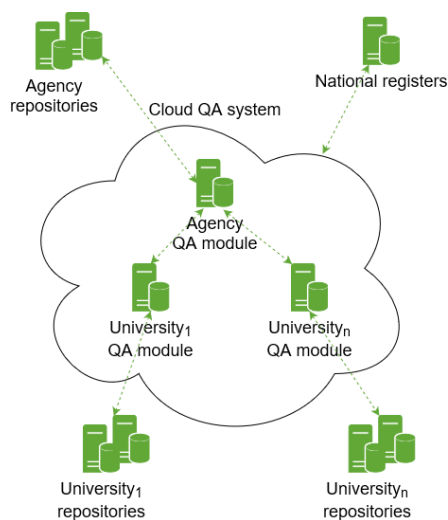 Agency
repositories
National registers
Cloud QA system
Agency
QA module
University₁
QA module
Universityₙ
QA module
University₁
repositories
Universityₙ
repositories